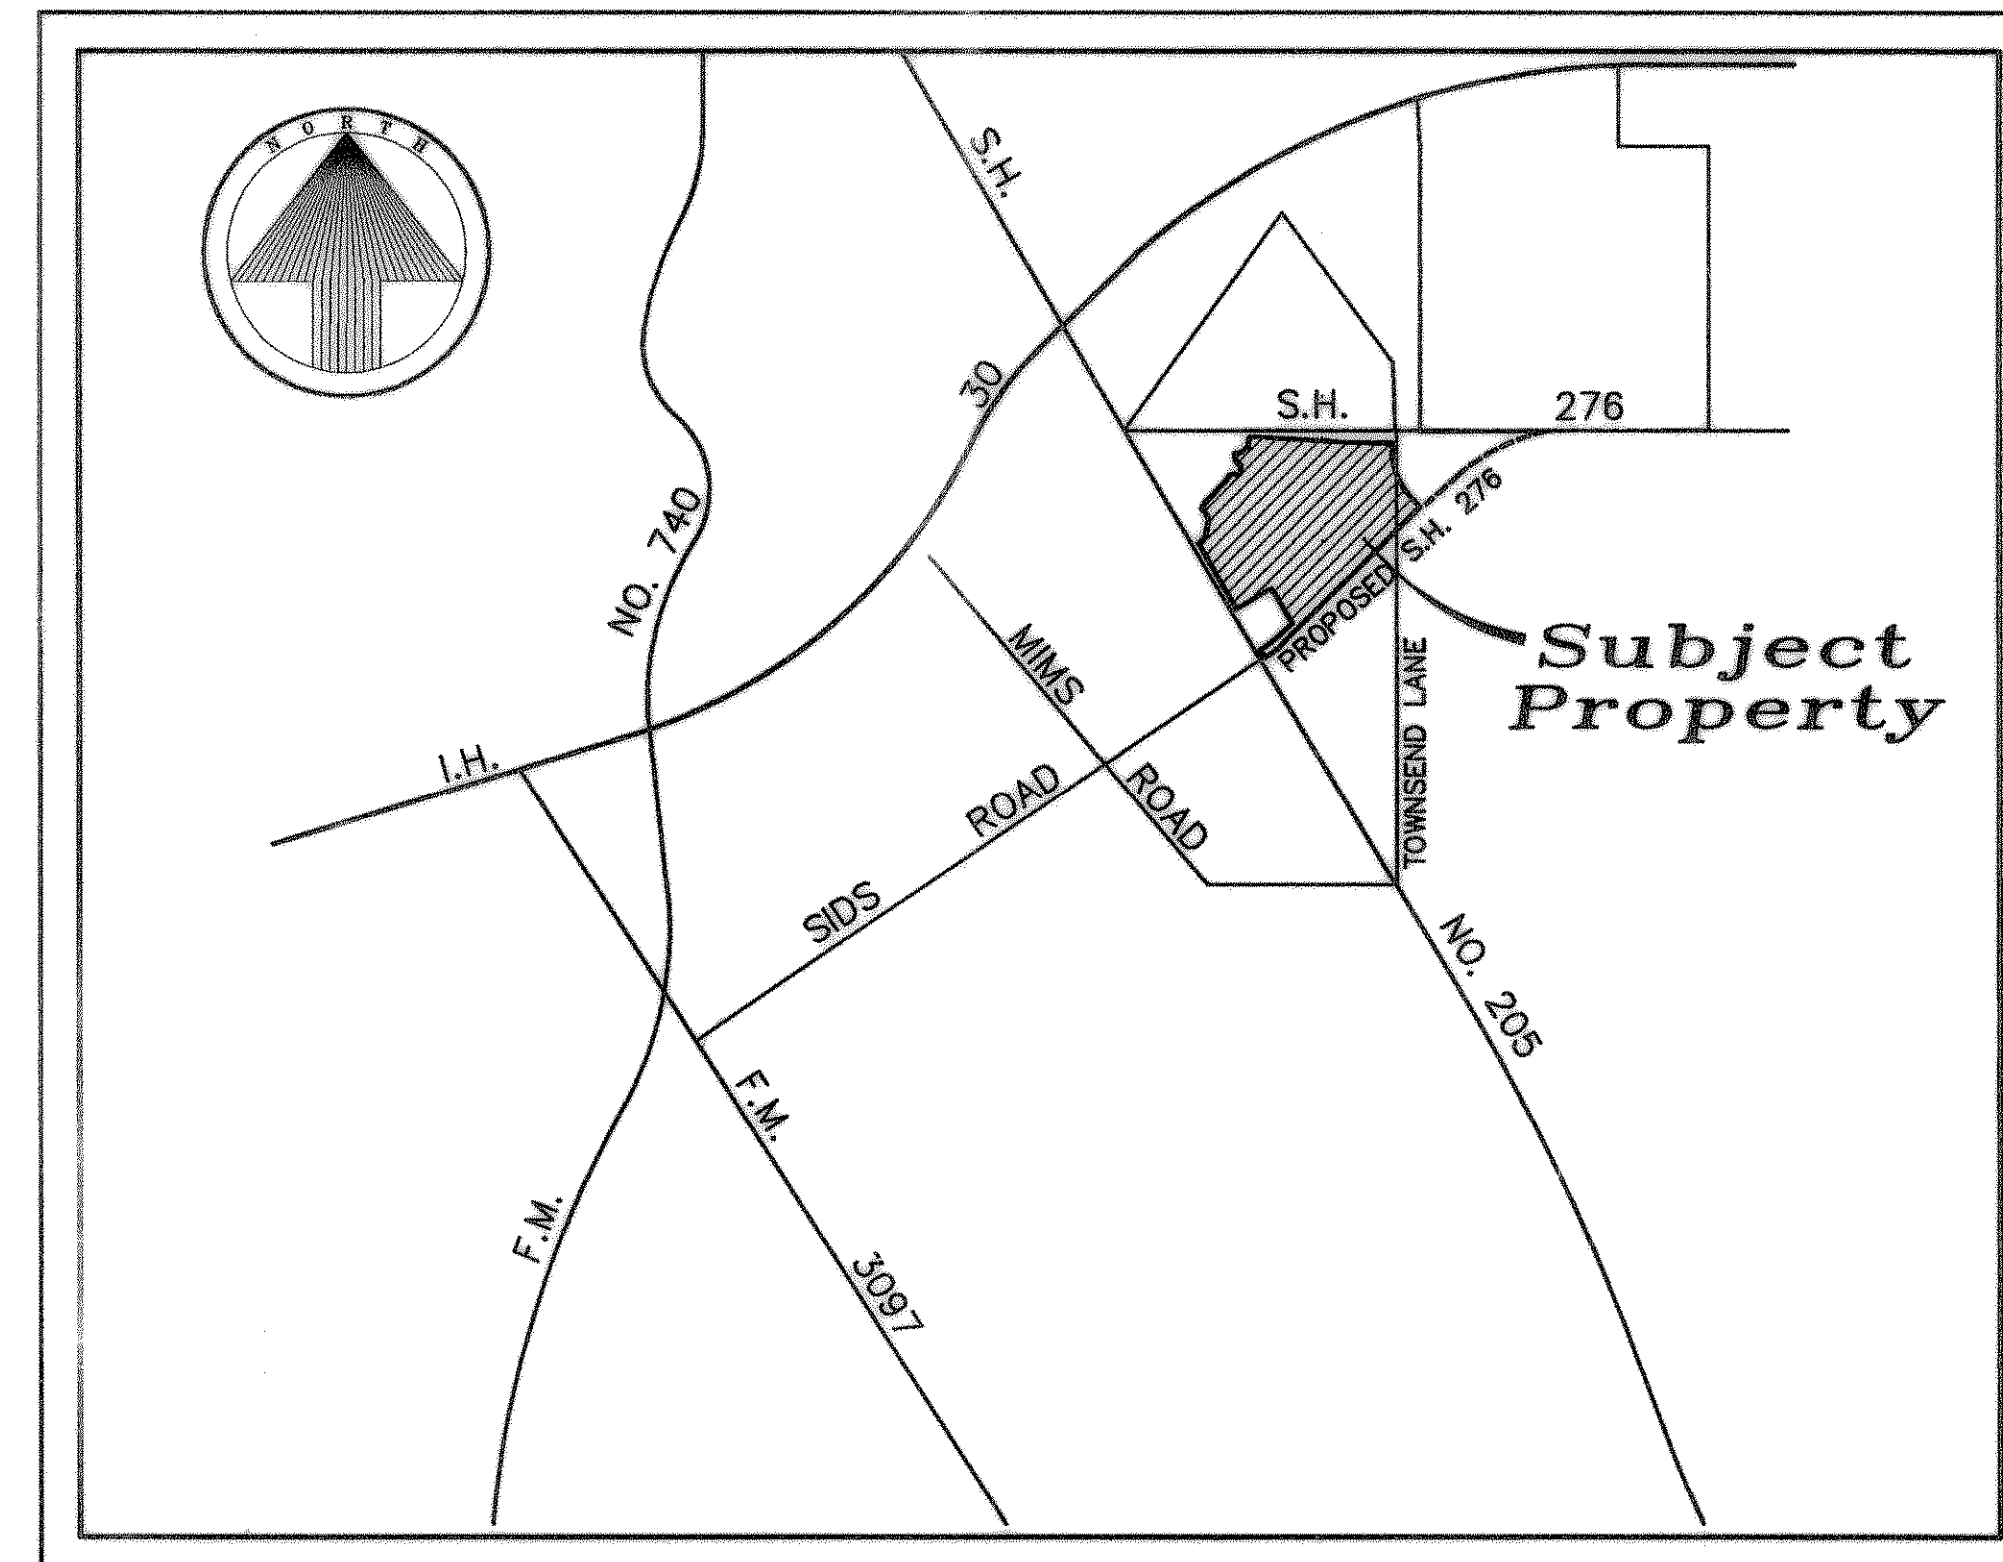 NORTH
S.H.
30
S.H. 276
NO. 740
PROPOSED S.H. 276
MIMS ROAD
Subject
Property
TOWNSEND LANE
I.H.
SIDS ROAD
NO. 205
F.M.
3097
F.M.